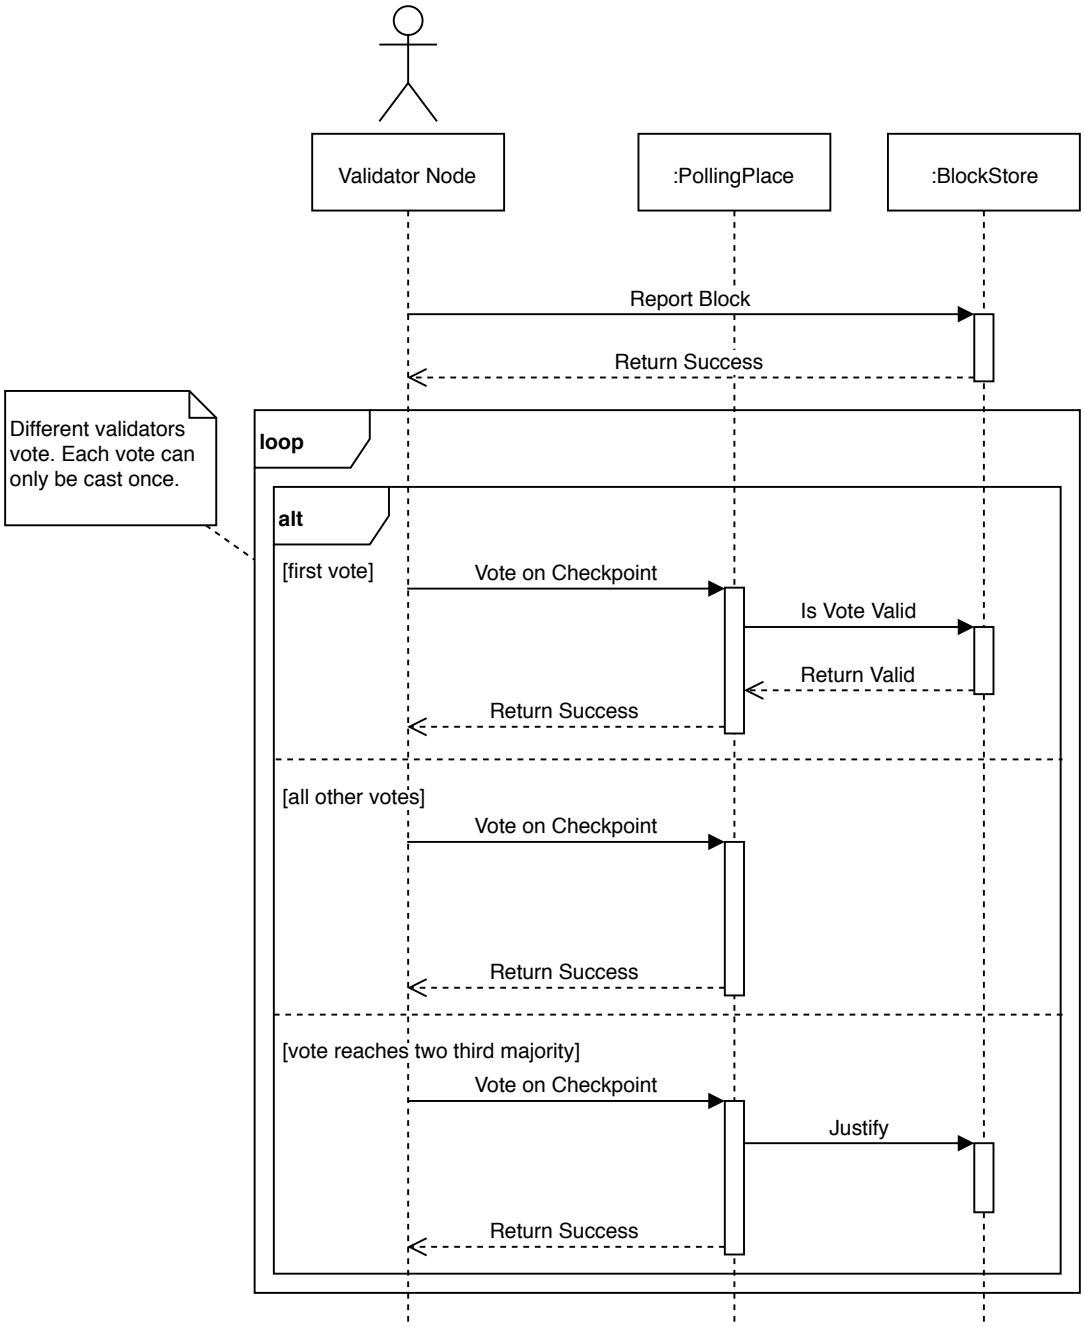 Validator Node
:PollingPlace
:BlockStore
Report Block
Return Success
Different validators
vote. Each vote can
only be cast once.
loop
alt
[first vote]
Vote on Checkpoint
Is Vote Valid
Return Valid
Return Success
[all other votes]
Vote on Checkpoint
Return Success
[vote reaches two third majority]
Vote on Checkpoint
Justify
Return Success